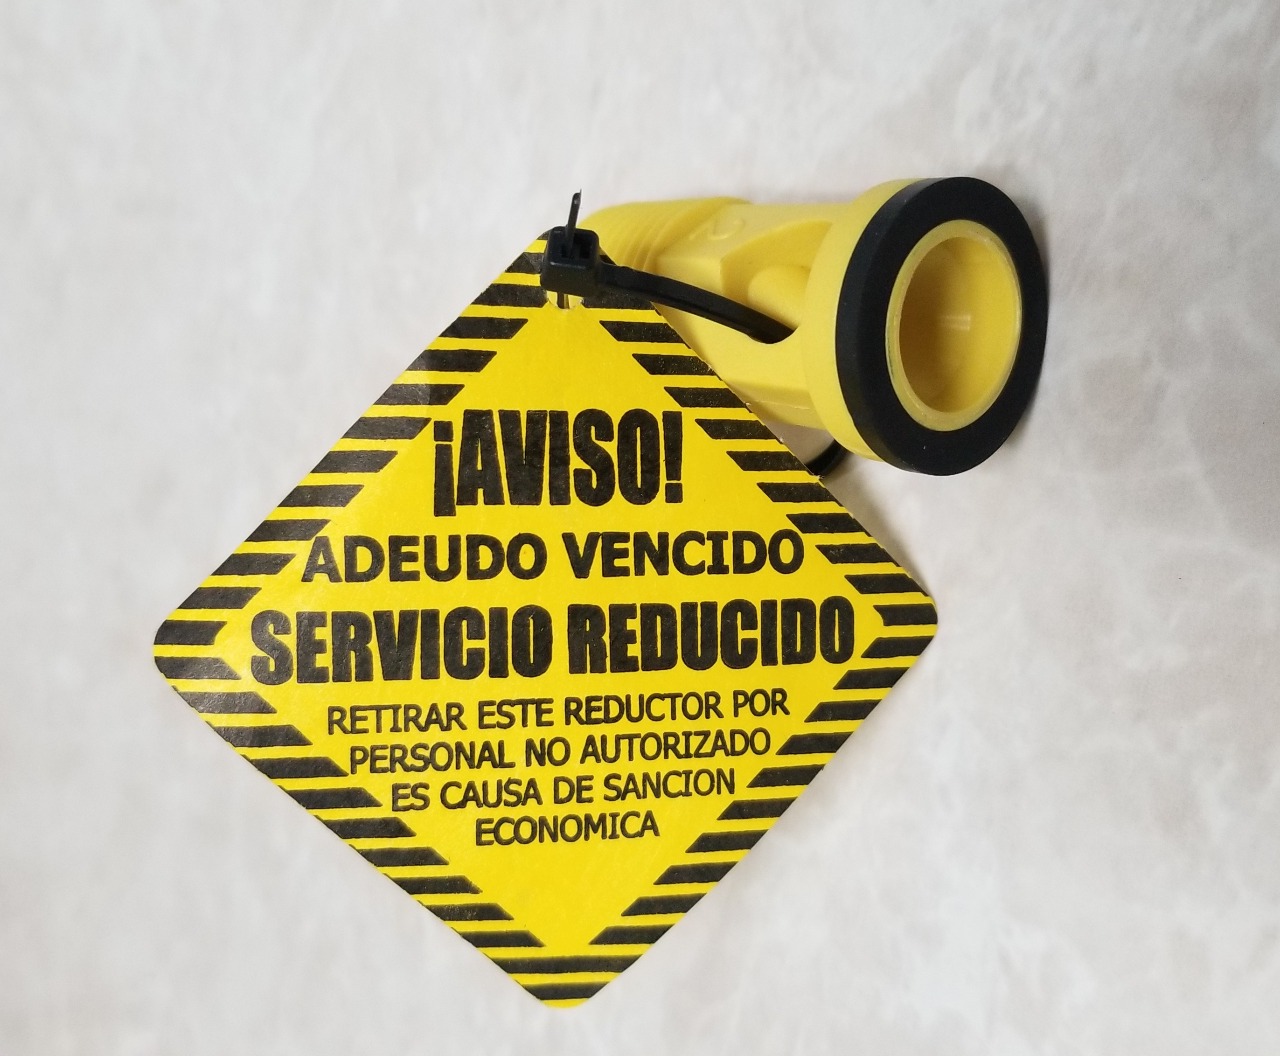 ¡AVISO!
ADEUDO VENCIDO
SERVICIO REDUCIDO
RETIRAR ESTE REDUCTOR POR
PERSONAL NO AUTORIZADO
ES CAUSA DE SANCION
ECONOMICA